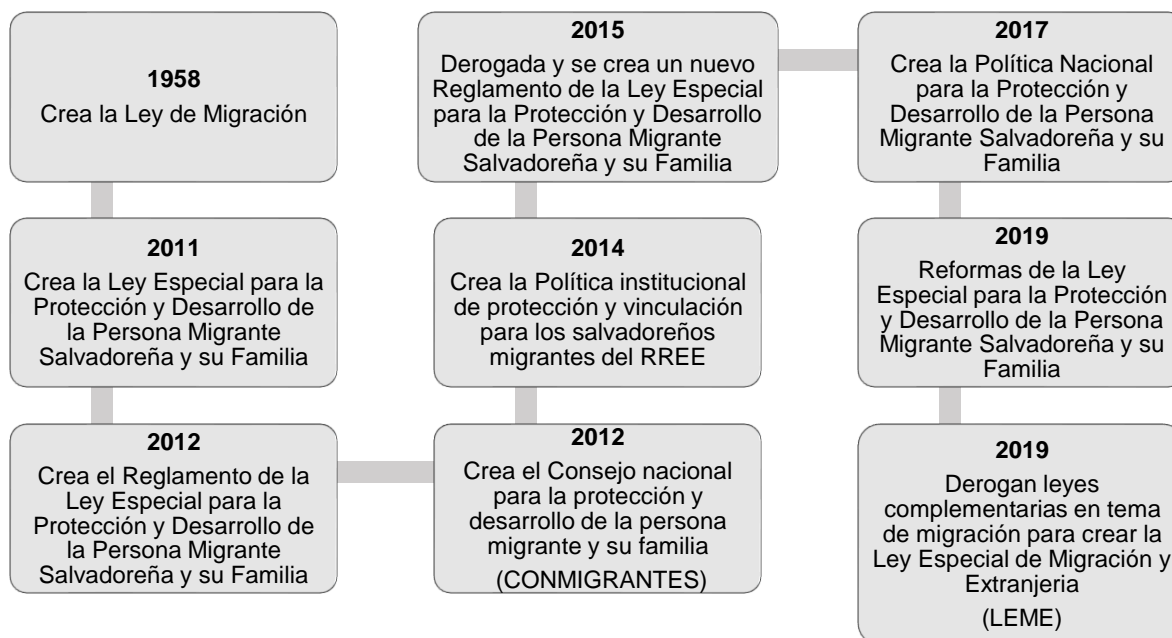 1958
Crea la Ley de Migración
2011
Crea la Ley Especial para la
Protección y Desarrollo de
la Persona Migrante
Salvadoreña y su Familia
2012
Crea el Reglamento de la
Ley Especial para la
Protección y Desarrollo de
la Persona Migrante
Salvadoreña y su Familia
2012
Crea el Consejo nacional
para la protección y
desarrollo de la persona
migrante y su familia
(CONMIGRANTES)
2014
Crea la Política institucional
de protección y vinculación
para los salvadoreños
migrantes del RREE
2015
Derogada y se crea un nuevo
Reglamento de la Ley Especial
para la Protección y Desarrollo
de la Persona Migrante
Salvadoreña y su Familia
2017
Crea la Política Nacional
para la Protección y
Desarrollo de la Persona
Migrante Salvadoreña y su
Familia
2019
Reformas de la Ley
Especial para la Protección
y Desarrollo de la Persona
Migrante Salvadoreña y su
Familia
2019
Derogan leyes
complementarias en tema
de migración para crear la
Ley Especial de Migración y
Extranjeria
(LEME)